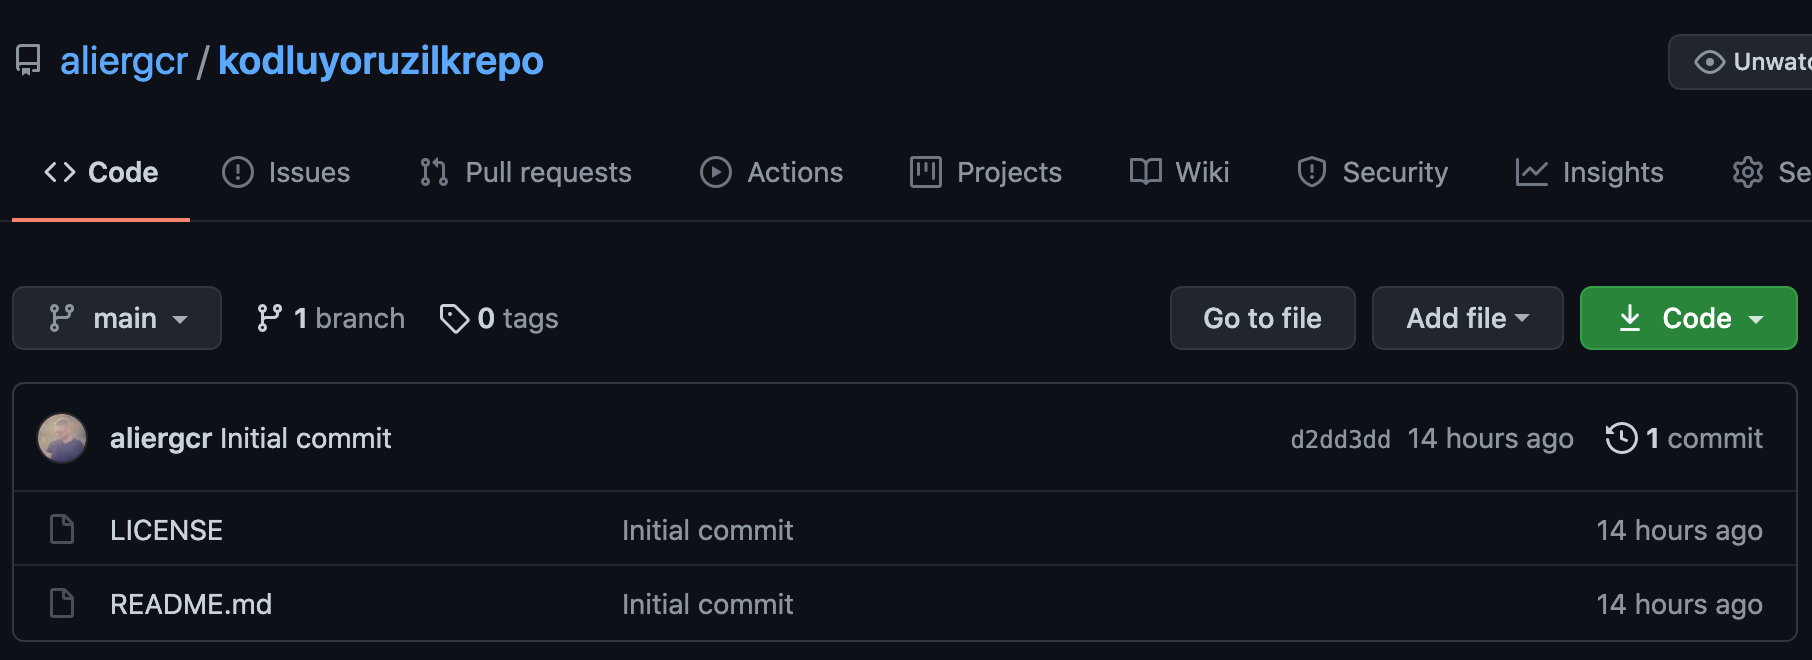 aliergcr / kodluyoruzilkrepo
Code Issues Pull requests Actions Projects Wiki Security Insights
main 1 branch 0 tags Go to file Add file Code
aliergcr Initial commit d2dd3dd 14 hours ago 1 commit
LICENSE Initial commit 14 hours ago
README.md Initial commit 14 hours ago